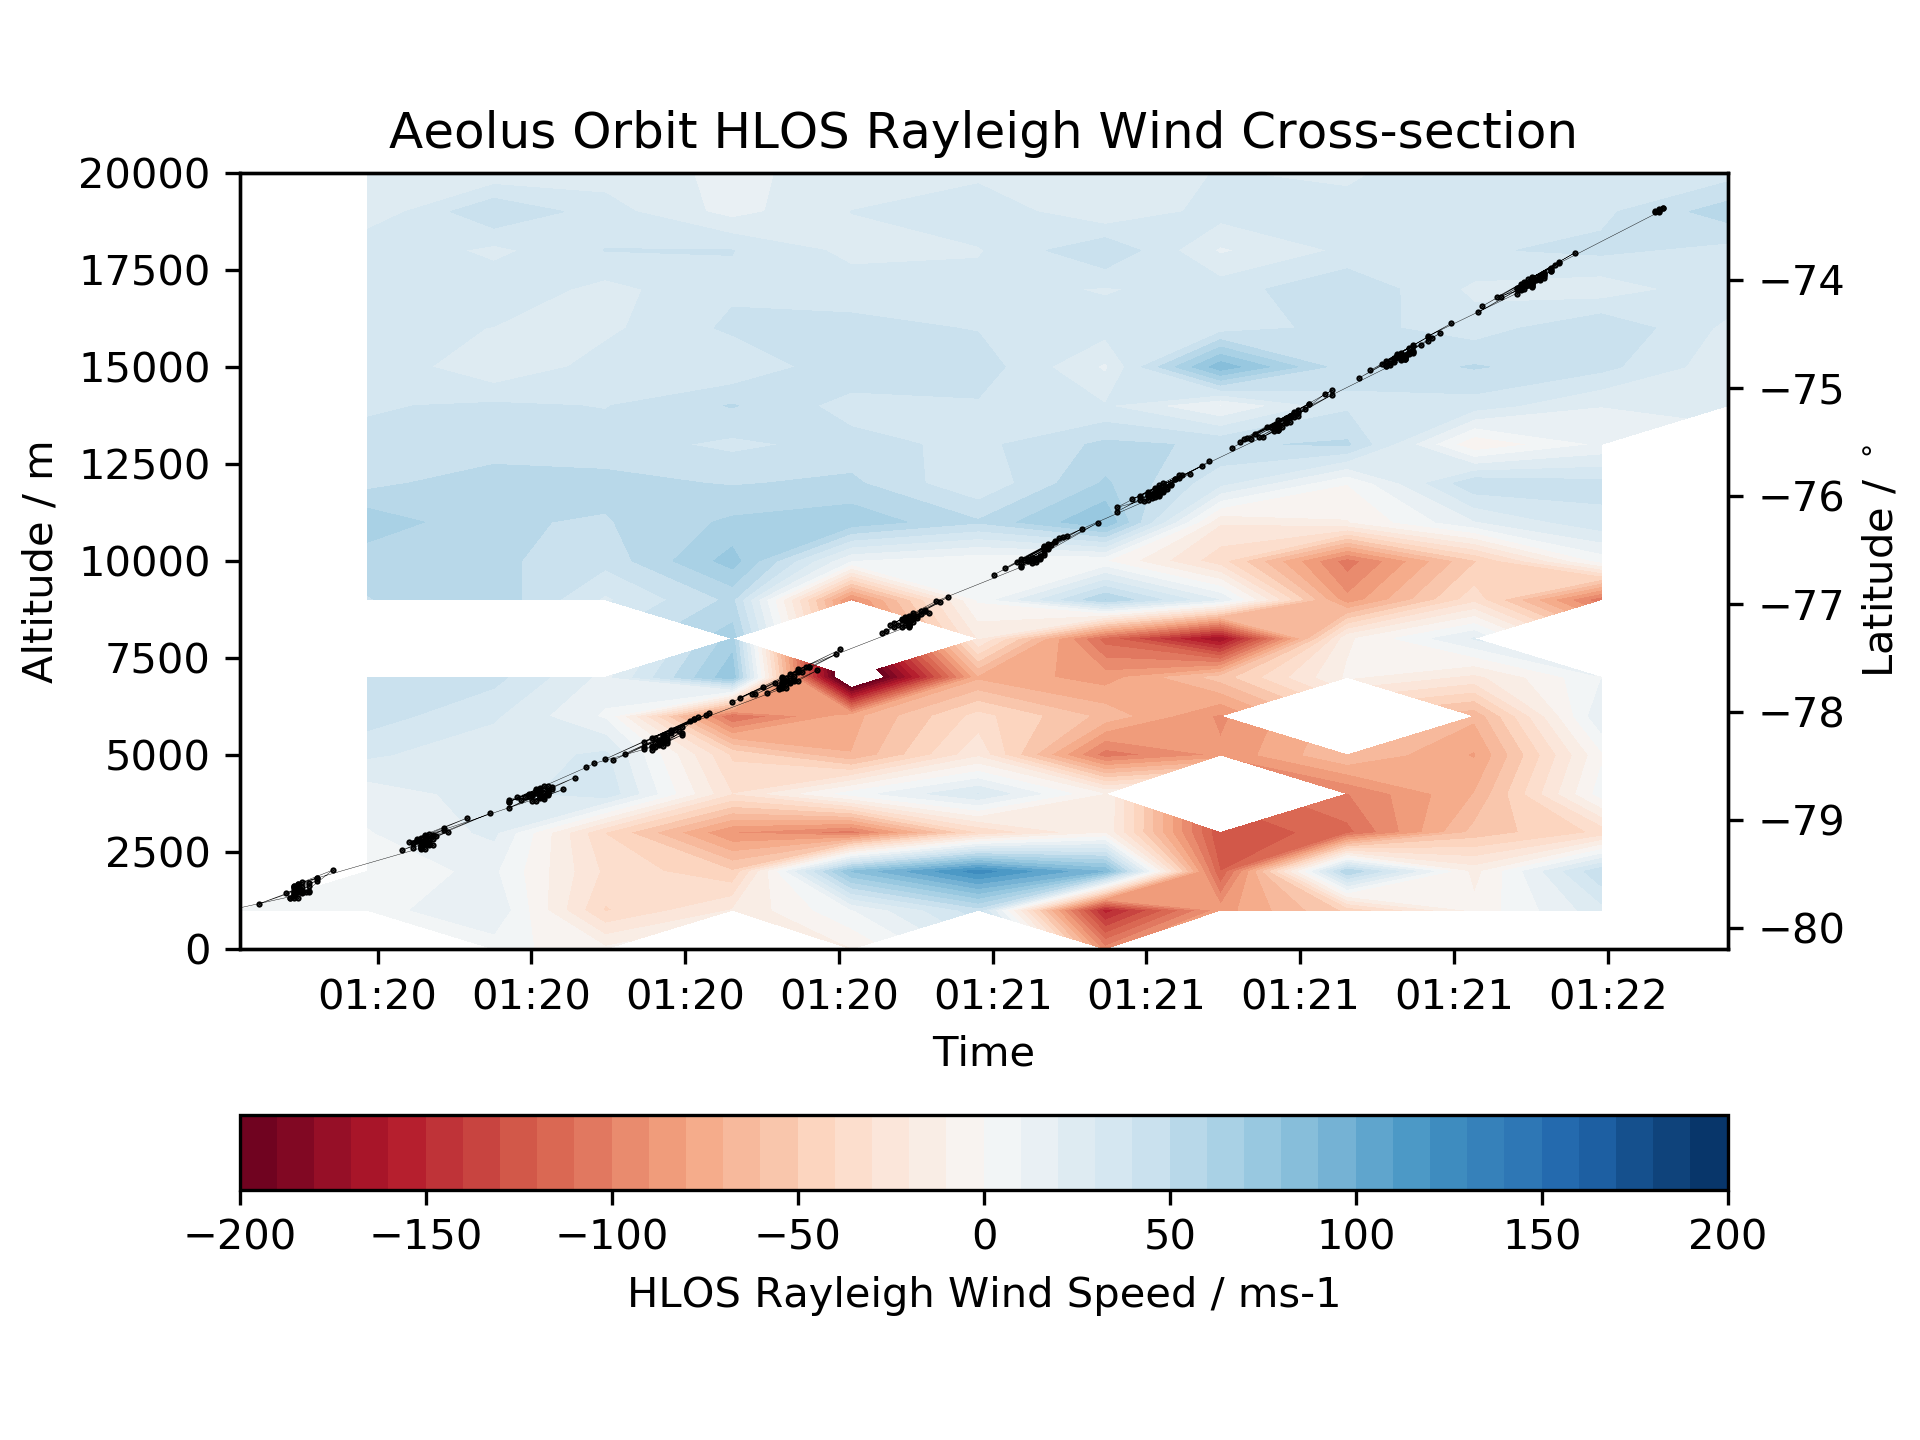 Aeolus Orbit HLOS Rayleigh Wind Cross-section
20000
17500
15000
12500
10000
7500
5000
2500
0
Altitude / m
−74
−75
−76
−77
−78
−79
−80
Latitude / °
01:20 01:20 01:20 01:20 01:21 01:21 01:21 01:21 01:22
Time
−200 −150 −100 −50 0 50 100 150 200
HLOS Rayleigh Wind Speed / ms-1